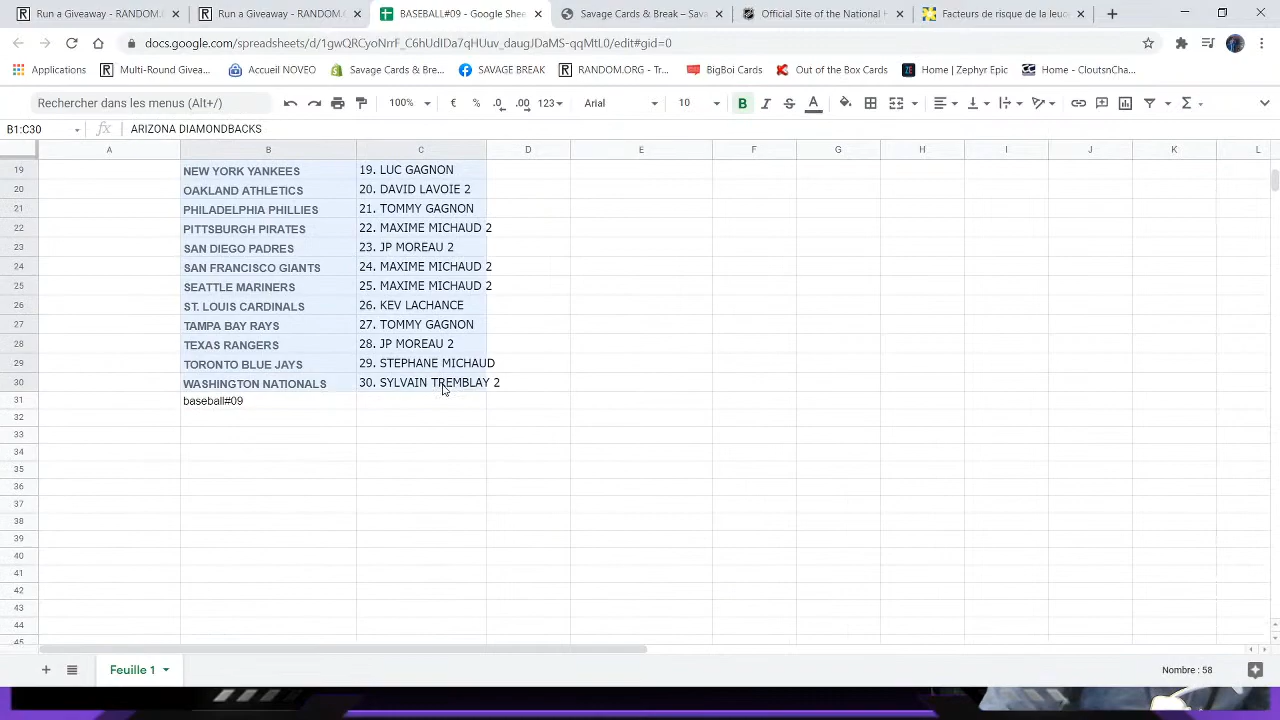 Run a Giveaway - RANDOM.OR
Run a Giveaway - RANDOM.OR
BASEBALL#09 - Google Sheet
Savage Cards & Break – Sava
Official Site of the National H
Facteurs de risque de la leuc
docs.google.com/spreadsheets/d/
/edit#gid=0
Applications
Multi-Round Givea...
Accueil NOVEO
Savage Cards & Bre...
SAVAGE BREAK
RANDOM.ORG - Tr...
BigBoi Cards
Out of the Box Cards
Home | Zephyr Epic
Home - CloutsnCha...
Rechercher dans les menus (Alt+/)
100%
€ % .0 .00 123
Arial
10
B I S A
B1:C30
fx
ARIZONA DIAMONDBACKS
A B C D E F G H I J K L
19 NEW YORK YANKEES 19. LUC GAGNON
20 OAKLAND ATHLETICS 20. DAVID LAVOIE 2
21 PHILADELPHIA PHILLIES 21. TOMMY GAGNON
22 PITTSBURGH PIRATES 22. MAXIME MICHAUD 2
23 SAN DIEGO PADRES 23. JP MOREAU 2
24 SAN FRANCISCO GIANTS 24. MAXIME MICHAUD 2
25 SEATTLE MARINERS 25. MAXIME MICHAUD 2
26 ST. LOUIS CARDINALS 26. KEV LACHANCE
27 TAMPA BAY RAYS 27. TOMMY GAGNON
28 TEXAS RANGERS 28. JP MOREAU 2
29 TORONTO BLUE JAYS 29. STEPHANE MICHAUD
30 WASHINGTON NATIONALS 30. SYLVAIN TREMBLAY 2
31 baseball#09
32
33
34
35
36
37
38
39
40
41
42
43
44
45
Feuille 1
Nombre : 58